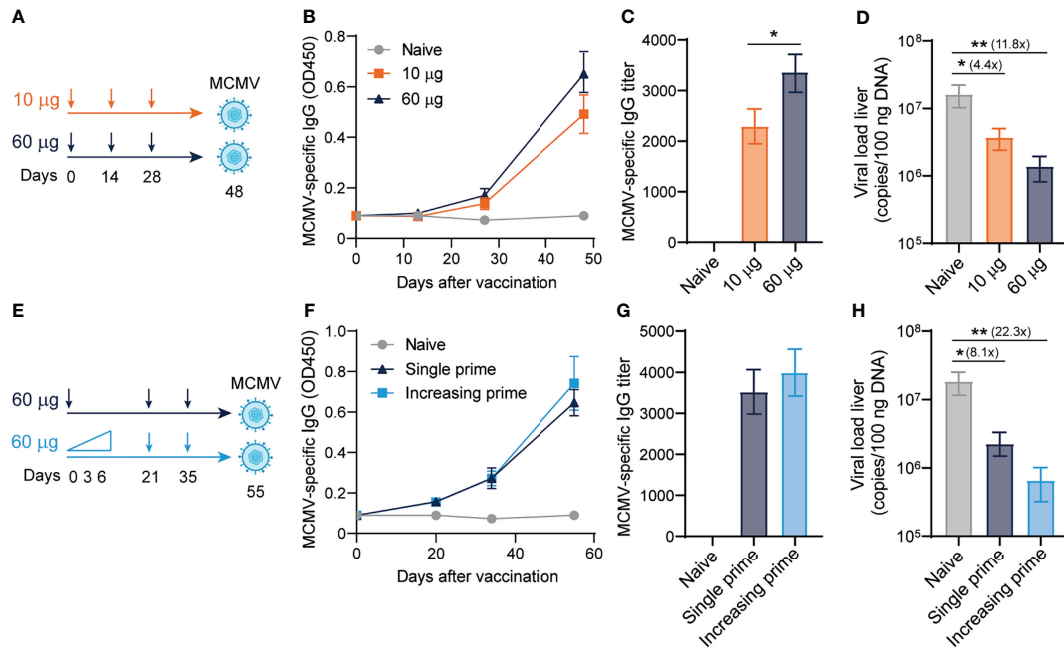 A
10 µg
60 µg
Days
0
14
28
MCMV
48
B
MCMV-specific IgG (OD450)
0.8
0.6
0.4
0.2
0
Naive
10 µg
60 µg
0
10
20
30
40
50
Days after vaccination
C
MCMV-specific IgG titer
4000
3000
2000
1000
0
*
Naive
10 µg
60 µg
D
Viral load liver
(copies/100 ng DNA)
10⁸
10⁷
10⁶
10⁵
** (11.8x)
* (4.4x)
Naive
10 µg
60 µg
E
60 µg
60 µg
Days
0 3 6
21
35
MCMV
55
F
MCMV-specific IgG (OD450)
1.0
0.8
0.6
0.4
0.2
0
Naive
Single prime
Increasing prime
0
20
40
60
Days after vaccination
G
MCMV-specific IgG titer
5000
4000
3000
2000
1000
0
Naive
Single prime
Increasing prime
H
Viral load liver
(copies/100 ng DNA)
10⁸
10⁷
10⁶
10⁵
** (22.3x)
* (8.1x)
Naive
Single prime
Increasing prime